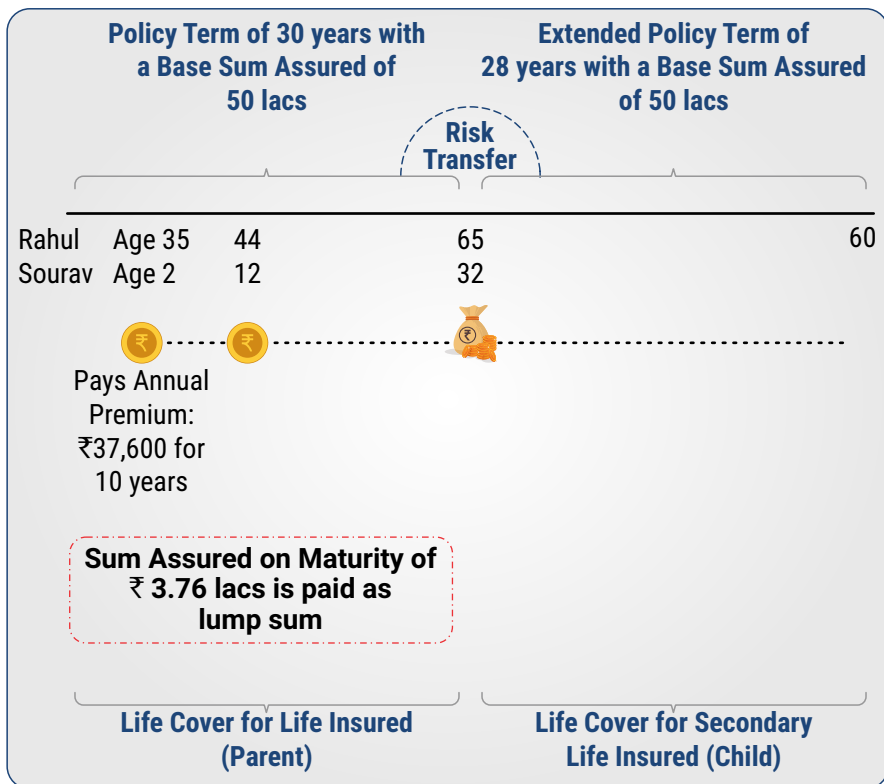 Policy Term of 30 years with
a Base Sum Assured of
50 lacs
Extended Policy Term of
28 years with a Base Sum Assured
of 50 lacs
Risk
Transfer
Rahul Age 35 44 65 60
Sourav Age 2 12 32
₹ ₹ ₹
Pays Annual
Premium:
₹37,600 for
10 years
Sum Assured on Maturity of
₹ 3.76 lacs is paid as
lump sum
Life Cover for Life Insured
(Parent)
Life Cover for Secondary
Life Insured (Child)